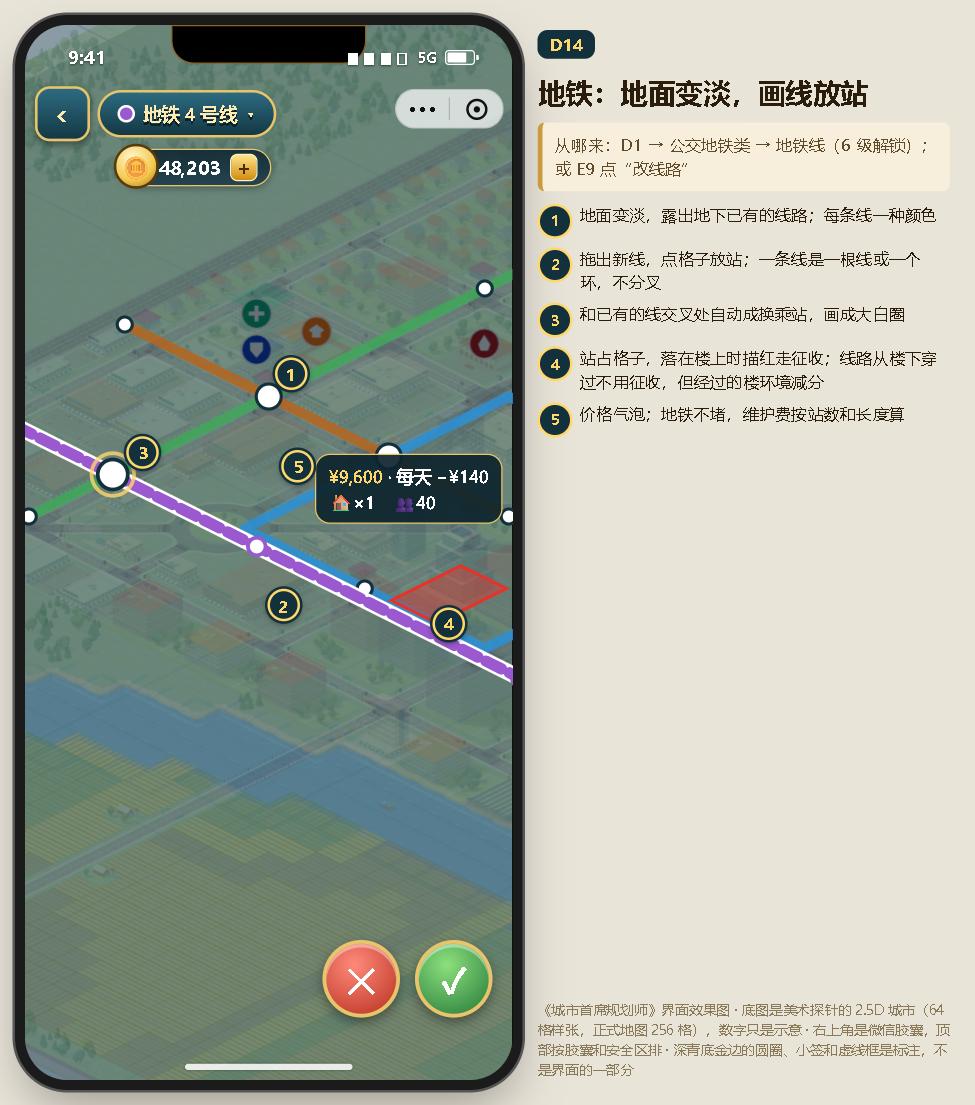 9:41
5G
‹ 地铁 4 号线
48,203 +
1
3
5
¥9,600 · 每天 −¥140
×1 40
2
4
D14
地铁：地面变淡，画线放站
从哪来：D1 → 公交地铁类 → 地铁线（6 级解锁）；
或 E9 点“改线路”
1 地面变淡，露出地下已有的线路；每条线一种颜色
2 拖出新线，点格子放站；一条线是一根线或一个
环，不分叉
3 和已有的线交叉处自动成换乘站，画成大白圈
4 站占格子，落在楼上时描红走征收；线路从楼下穿
过不用征收，但经过的楼环境减分
5 价格气泡；地铁不堵，维护费按站数和长度算
《城市首席规划师》界面效果图 · 底图是美术探针的 2.5D 城市（64
格样张，正式地图 256 格），数字只是示意 · 右上角是微信胶囊，顶
部按胶囊和安全区排 · 深青底金边的圆圈、小签和虚线框是标注，不
是界面的一部分